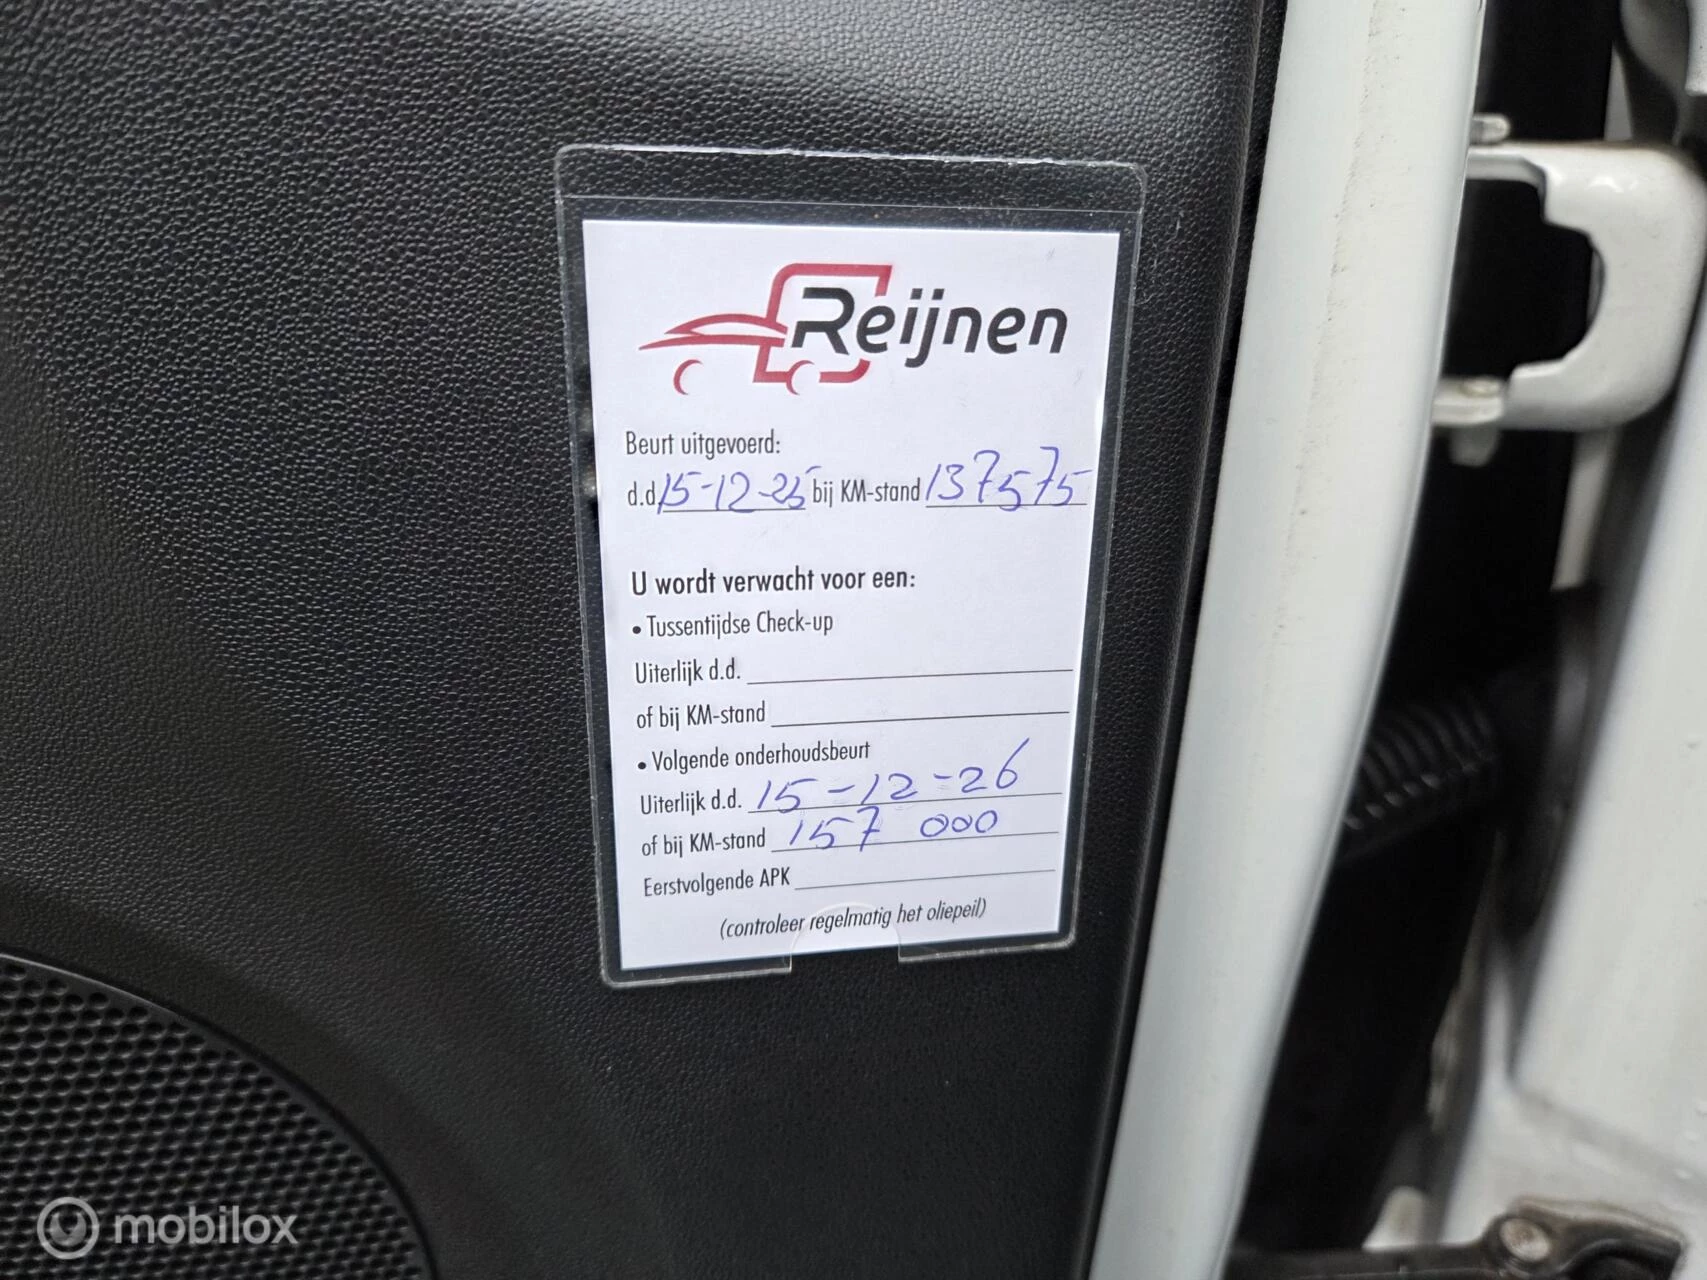 Reijnen
Beurt uitgevoerd:
d.d. 15-12-25 bij KM-stand 137575
U wordt verwacht voor een:
• Tussentijdse Check-up
Uiterlijk d.d.
of bij KM-stand
• Volgende onderhoudsbeurt
Uiterlijk d.d. 15-12-26
of bij KM-stand 157 000
Eerstvolgende APK
(controleer regelmatig het oliepeil)
mobilox